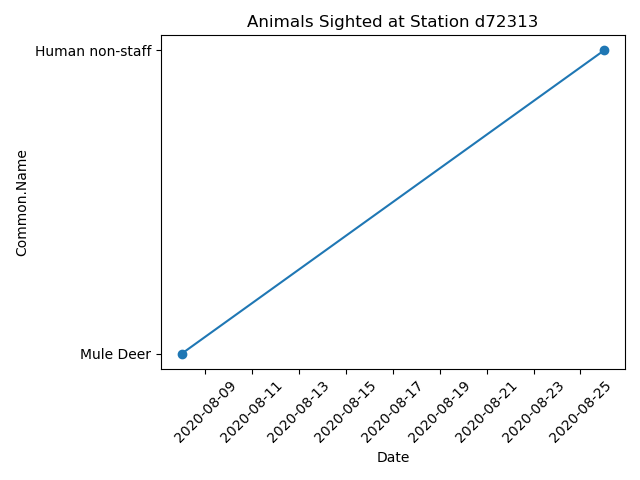 Animals Sighted at Station d72313
Common.Name
Human non-staff
Mule Deer
2020-08-09
2020-08-11
2020-08-13
2020-08-15
2020-08-17
2020-08-19
2020-08-21
2020-08-23
2020-08-25
Date